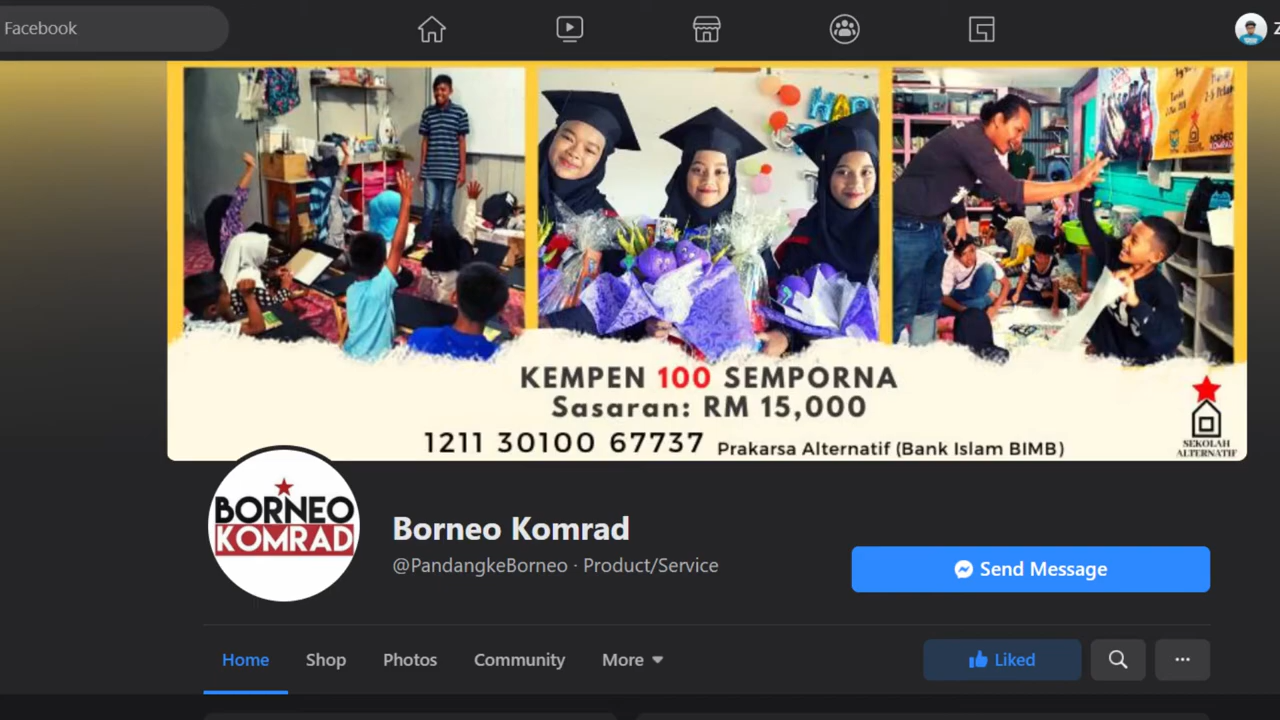 Facebook
KEMPEN 100 SEMPORNA
Sasaran: RM 15,000
1211 30100 67737 Prakarsa Alternatif (Bank Islam BIMB)
SEKOLAH
ALTERNATIF
BORNEO
KOMRAD
Borneo Komrad
@PandangkeBorneo · Product/Service
Send Message
Home Shop Photos Community More
Liked